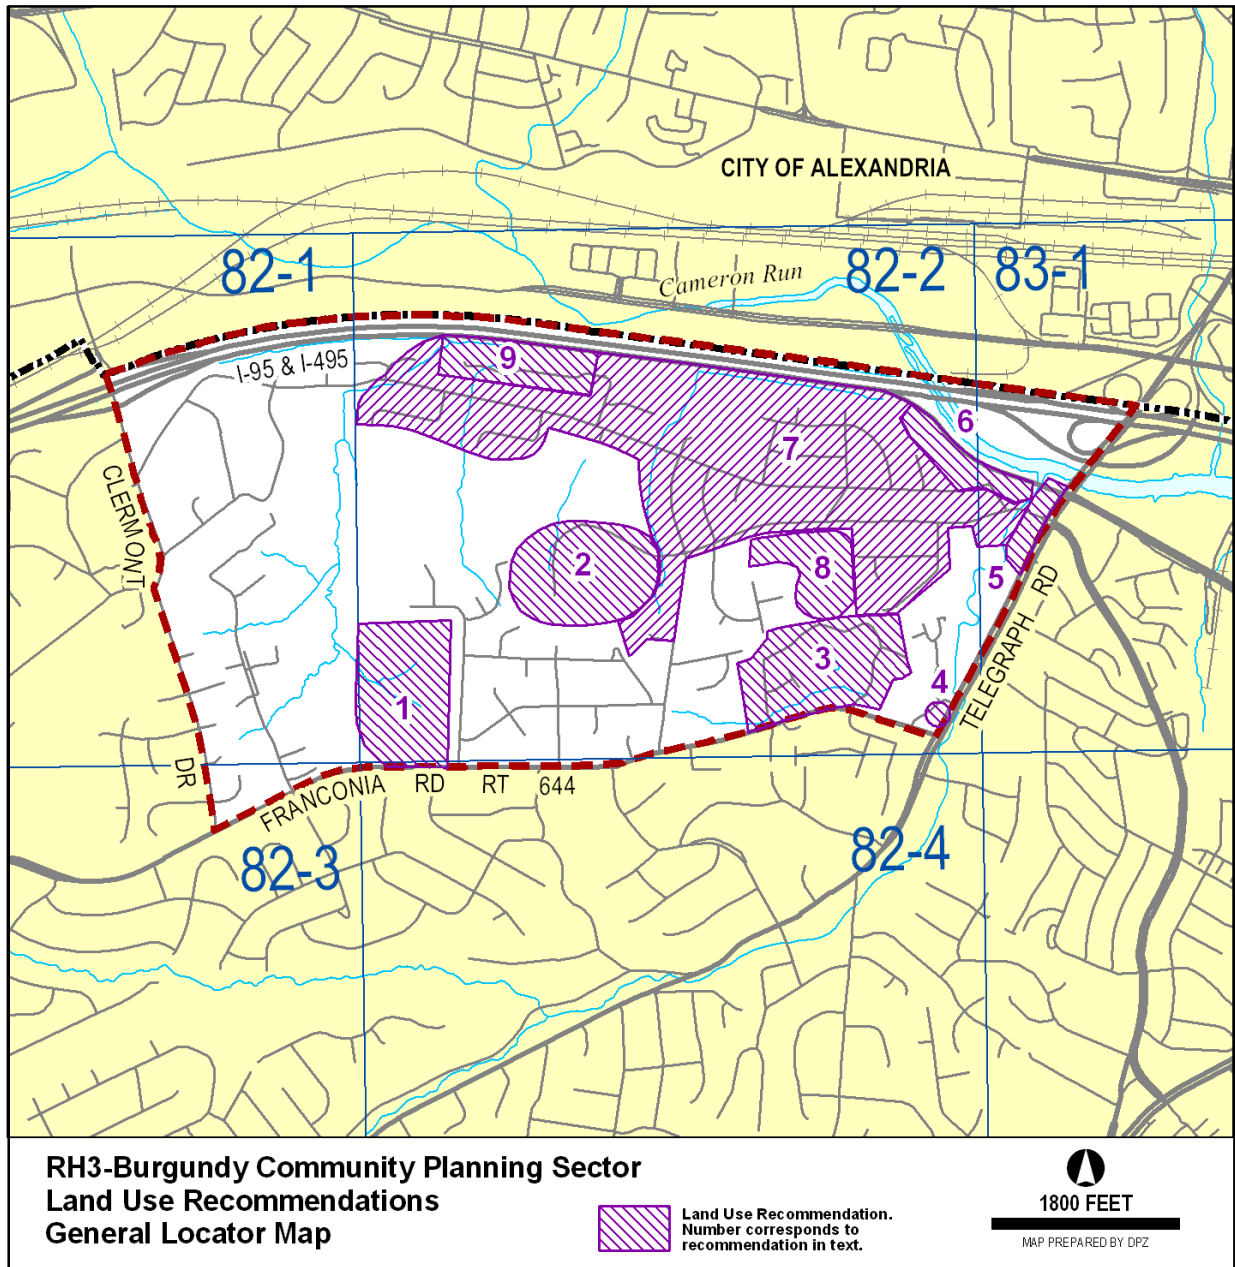 CITY OF ALEXANDRIA
82-1
82-2
83-1
Cameron Run
I-95 & I-495
9
6
7
CLERMONT
2
8
5
TELEGRAPH RD
3
4
1
DR
FRANCONIA RD RT 644
82-3
82-4
RH3-Burgundy Community Planning Sector
Land Use Recommendations
General Locator Map
Land Use Recommendation.
Number corresponds to
recommendation in text.
1800 FEET
MAP PREPARED BY DPZ